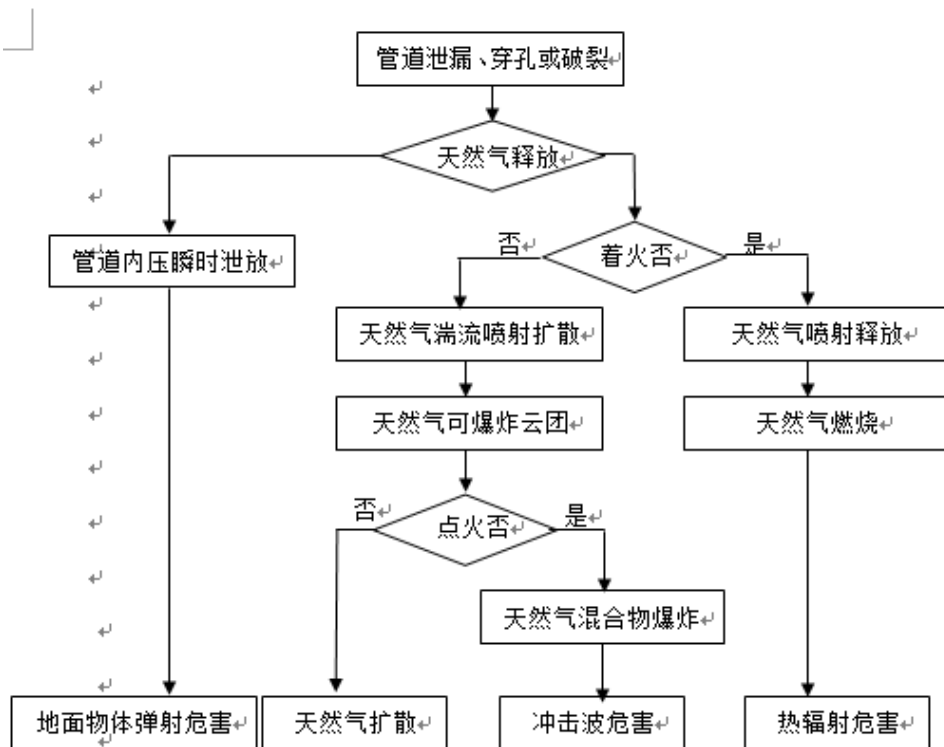 管道泄漏、穿孔或破裂
天然气释放
管道内压瞬时泄放
否
着火否
是
天然气湍流喷射扩散
天然气喷射释放
天然气可爆炸云团
天然气燃烧
否
点火否
是
天然气混合物爆炸
地面物体弹射危害
天然气扩散
冲击波危害
热辐射危害